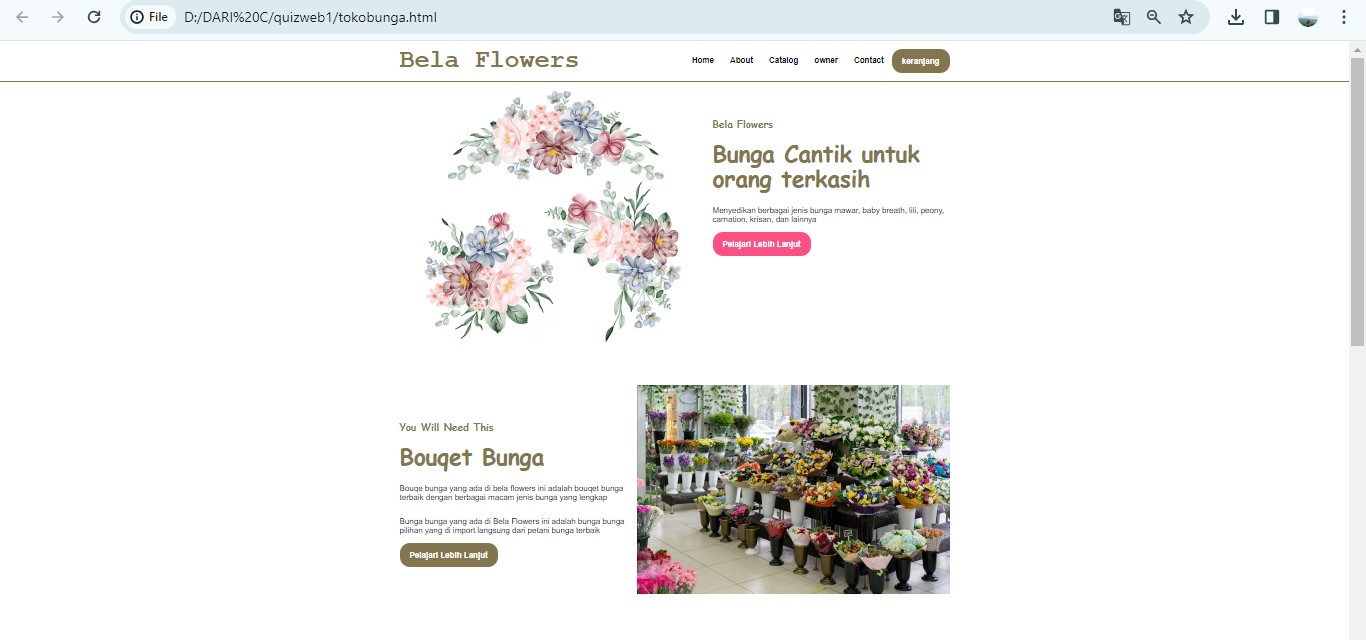 File
D:/DARI%20C/quizweb1/tokobunga.html
Bela Flowers
Home
About
Catalog
owner
Contact
keranjang
Bela Flowers
Bunga Cantik untuk
orang terkasih
Menyedikan berbagai jenis bunga mawar, baby breath, lili, peony,
carnation, krisan, dan lainnya
Pelajari Lebih Lanjut
You Will Need This
Bouqet Bunga
Bouqe bunga yang ada di bela flowers ini adalah bouqet bunga
terbaik dengan berbagai macam jenis bunga yang lengkap
Bunga bunga yang ada di Bela Flowers ini adalah bunga bunga
pilihan yang di import langsung dari petani bunga terbaik
Pelajari Lebih Lanjut